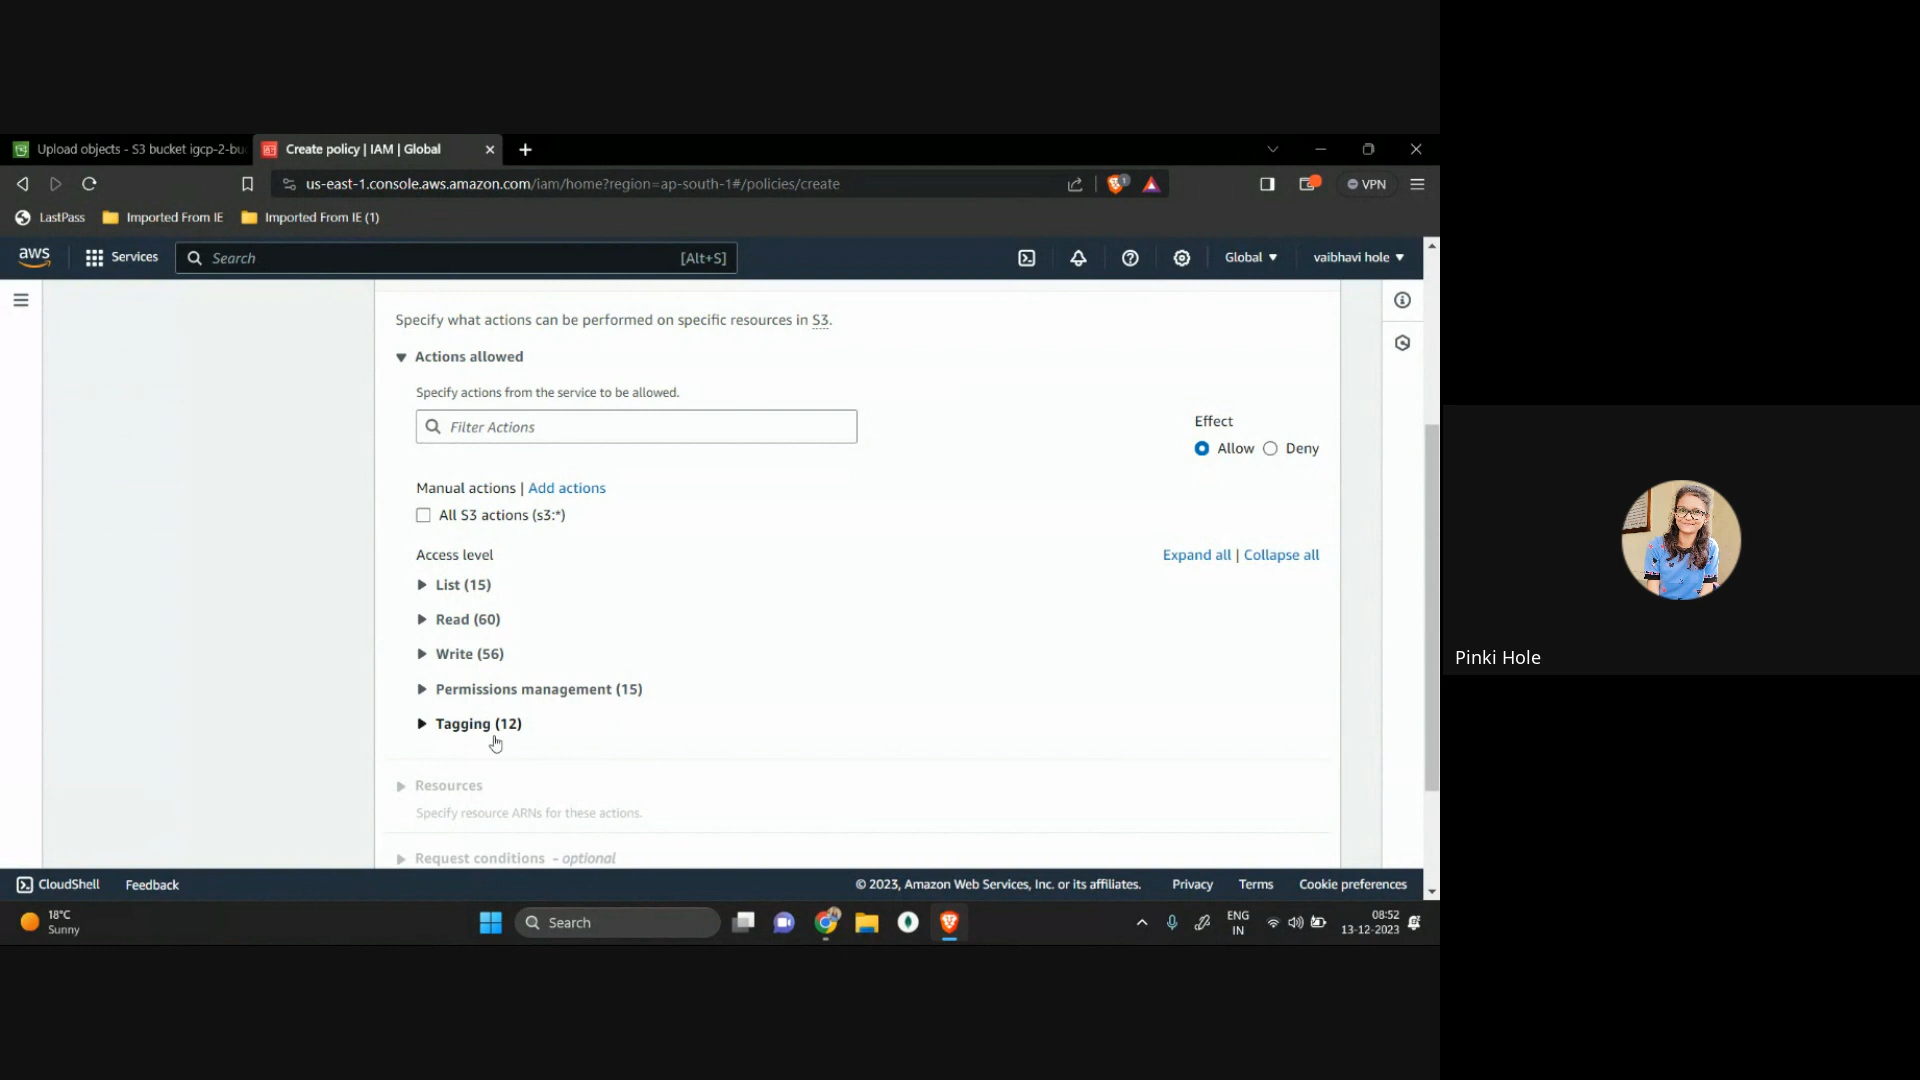 Upload objects - S3 bucket igcp-2-bu
Create policy | IAM | Global
us-east-1.console.aws.amazon.com/iam/home?region=ap-south-1#/policies/create
VPN
LastPass
Imported From IE
Imported From IE (1)
aws
Services
Search
[Alt+S]
Global
vaibhavi hole
Specify what actions can be performed on specific resources in S3.
Actions allowed
Specify actions from the service to be allowed.
Filter Actions
Effect
Allow
Deny
Manual actions | Add actions
All S3 actions (s3:*)
Access level
Expand all | Collapse all
List (15)
Read (60)
Write (56)
Permissions management (15)
Tagging (12)
Resources
Specify resource ARNs for these actions.
Request conditions - optional
CloudShell
Feedback
© 2023, Amazon Web Services, Inc. or its affiliates.
Privacy
Terms
Cookie preferences
18°C
Sunny
Search
ENG
IN
08:52
13-12-2023
Pinki Hole